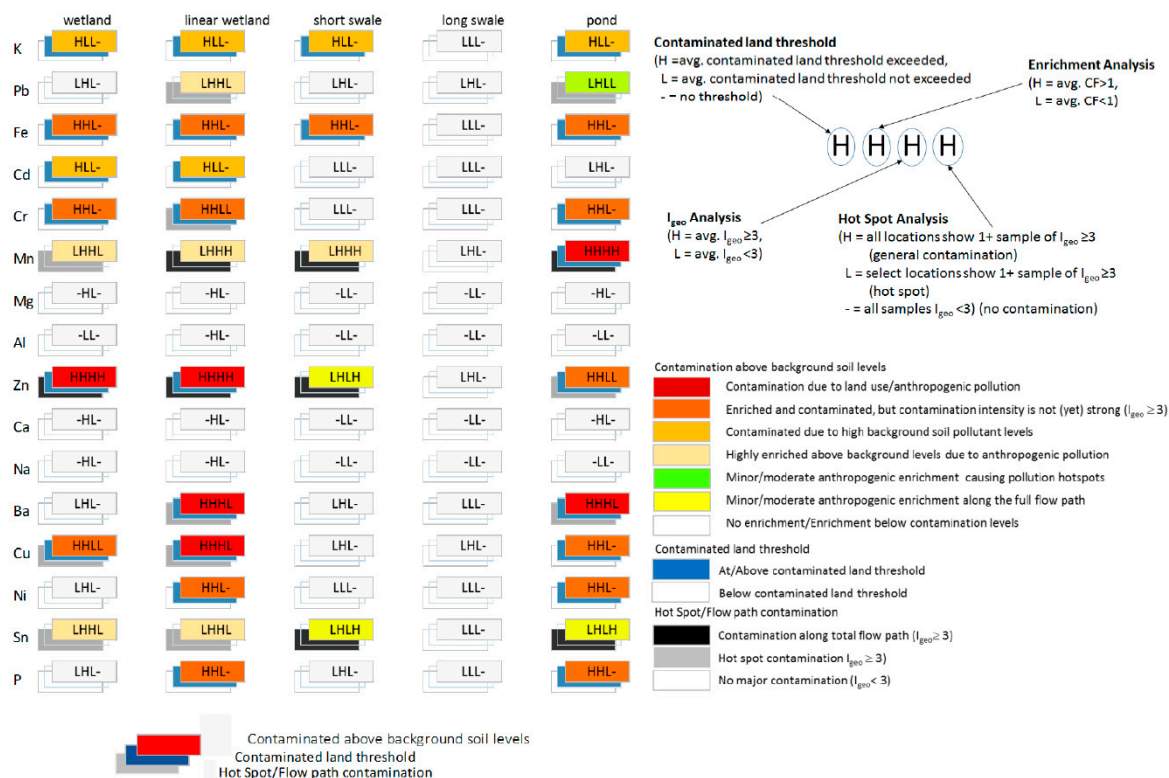 wetland linear wetland short swale long swale pond
K HLL- HLL- HLL- LLL- HLL-
Pb LHL- LHHL LHL- LHL- LHLL
Fe HHL- HHL- HHL- LLL- HHL-
Cd HLL- HLL- LLL- LLL- LHL-
Cr HHL- HHLL LLL- LLL- HHL-
Mn LHHL LHHH LHHH LHL- HHHH
Mg -HL- -HL- -LL- -LL- -HL-
Al -LL- -HL- -LL- -LL- -LL-
Zn HHHH HHHH LHLH LHL- HHLL
Ca -HL- -HL- -LL- -LL- -HL-
Na -HL- -HL- -LL- -LL- -LL-
Ba LHL- HHHL LHL- LLL- HHHL
Cu HHLL HHHL LHL- LHL- HHL-
Ni LHL- HHL- LLL- LLL- HHL-
Sn LHHL LHHL LHLH LLL- LHLH
P LHL- HHL- LHL- LLL- HHL-
Contaminated above background soil levels
Contaminated land threshold
Hot Spot/Flow path contamination
Contaminated land threshold
(H =avg. contaminated land threshold exceeded,
L = avg. contaminated land threshold not exceeded
- – no threshold)
Enrichment Analysis
(H = avg. CF>1,
L = avg. CF<1)
H H H H
Igeo Analysis
(H = avg. Igeo ≥3,
L = avg. Igeo <3)
Hot Spot Analysis
(H = all locations show 1+ sample of Igeo ≥3
(general contamination)
L = select locations show 1+ sample of Igeo ≥3
(hot spot)
- = all samples Igeo <3) (no contamination)
Contamination above background soil levels
Contamination due to land use/anthropogenic pollution
Enriched and contaminated, but contamination intensity is not (yet) strong (Igeo ≥ 3)
Contaminated due to high background soil pollutant levels
Highly enriched above background levels due to anthropogenic pollution
Minor/moderate anthropogenic enrichment causing pollution hotspots
Minor/moderate anthropogenic enrichment along the full flow path
No enrichment/Enrichment below contamination levels
Contaminated land threshold
At/Above contaminated land threshold
Below contaminated land threshold
Hot Spot/Flow path contamination
Contamination along total flow path (Igeo ≥ 3)
Hot spot contamination Igeo ≥ 3)
No major contamination (Igeo < 3)